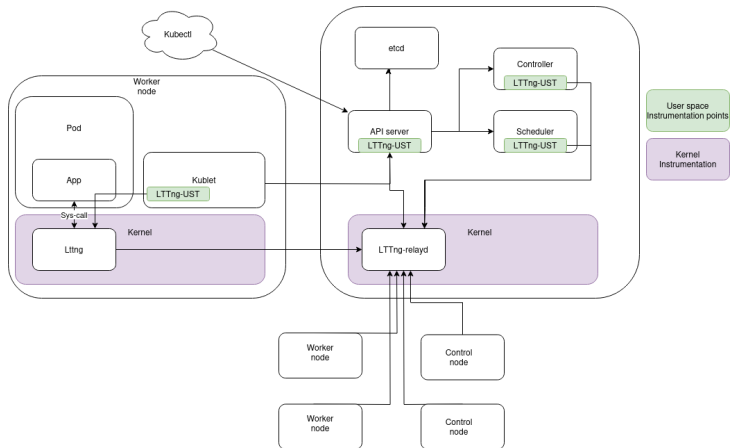 Kubectl
etcd
Controller
LTTng-UST
Worker
node
User space
Instrumentation points
Pod
API server
LTTng-UST
Scheduler
LTTng-UST
Kernel
Instrumentation
App
Kublet
LTTng-UST
Sys-call
Kernel
Kernel
Lttng
LTTng-relayd
Worker
node
Control
node
Worker
node
Control
node